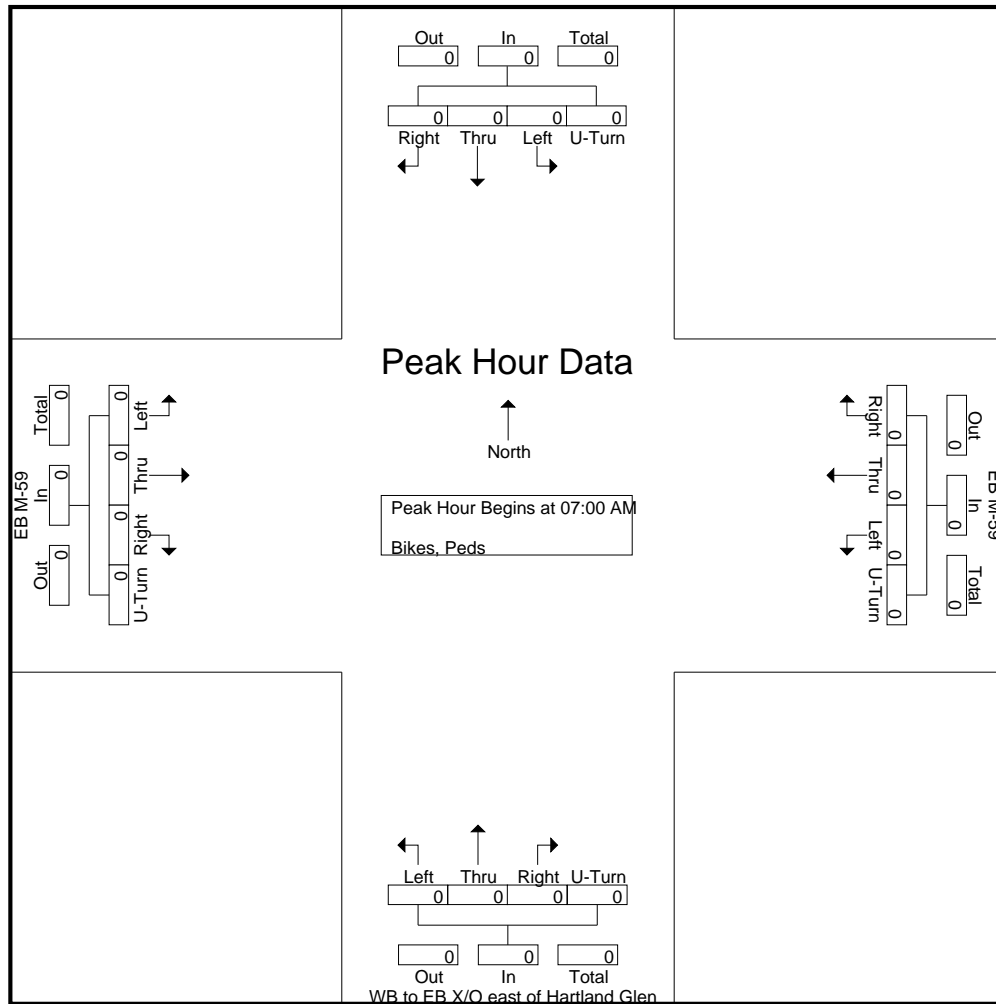 Out In Total
0 0 0
0 0 0 0
Right Thru Left U-Turn
Peak Hour Data
North
Peak Hour Begins at 07:00 AM
Bikes, Peds
EB M-59
Total In Out
0 0 0
0 0 0 0
Left Thru Right U-Turn
Right Thru Left U-Turn
0 0 0 0
0 0 0
Out In Total
EB M-59
Left Thru Right U-Turn
0 0 0 0
0 0 0
Out In Total
WB to EB X/O east of Hartland Glen